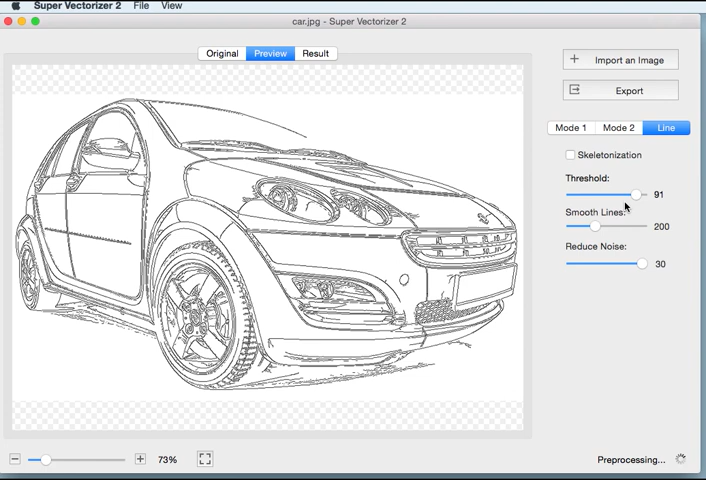 Super Vectorizer 2 File View
car.jpg - Super Vectorizer 2
Original Preview Result
Import an Image
Export
Mode 1 Mode 2 Line
Skeletonization
Threshold:
91
Smooth Lines:
200
Reduce Noise:
30
73%
Preprocessing...